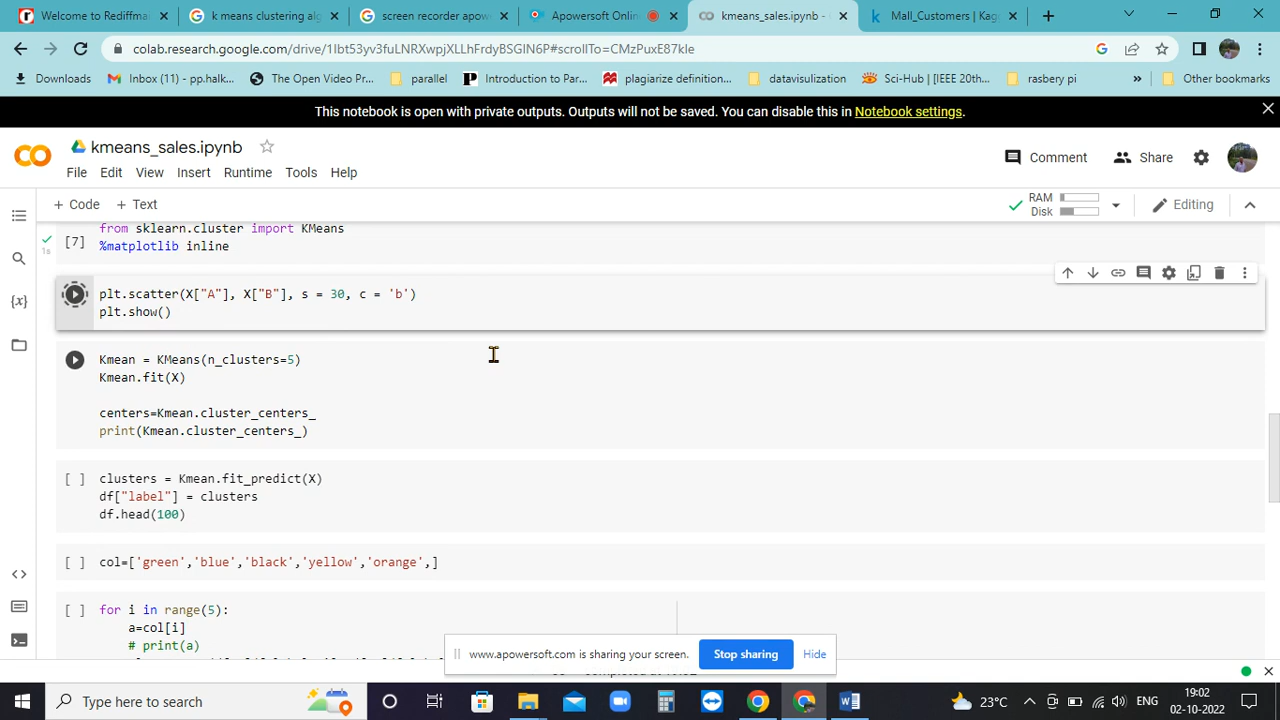 Welcome to Rediffmail
k means clustering alg
screen recorder apowe
Apowersoft Onlin
kmeans_sales.ipynb -
Mall_Customers | Kagg
colab.research.google.com/drive/1Ibt53yv3fuLNRXwpjXLLhFrdyBSGIN6P#scrollTo=CMzPuxE87kIe
Downloads
Inbox (11) - pp.halk...
The Open Video Pr...
parallel
Introduction to Par...
plagiarize definition...
datavisulization
Sci-Hub | [IEEE 20th...
rasbery pi
»
Other bookmarks
This notebook is open with private outputs. Outputs will not be saved. You can disable this in Notebook settings.
kmeans_sales.ipynb
Comment
Share
File Edit View Insert Runtime Tools Help
+ Code + Text
RAM
Disk
Editing
from sklearn.cluster import KMeans
[7] %matplotlib inline
1s
plt.scatter(X["A"], X["B"], s = 30, c = 'b')
plt.show()
Kmean = KMeans(n_clusters=5)
Kmean.fit(X)
centers=Kmean.cluster_centers_
print(Kmean.cluster_centers_)
[ ] clusters = Kmean.fit_predict(X)
df["label"] = clusters
df.head(100)
[ ] col=['green','blue','black','yellow','orange',]
[ ] for i in range(5):
a=col[i]
# print(a)
www.apowersoft.com is sharing your screen.
Stop sharing
Hide
Type here to search
23°C
ENG
19:02
02-10-2022